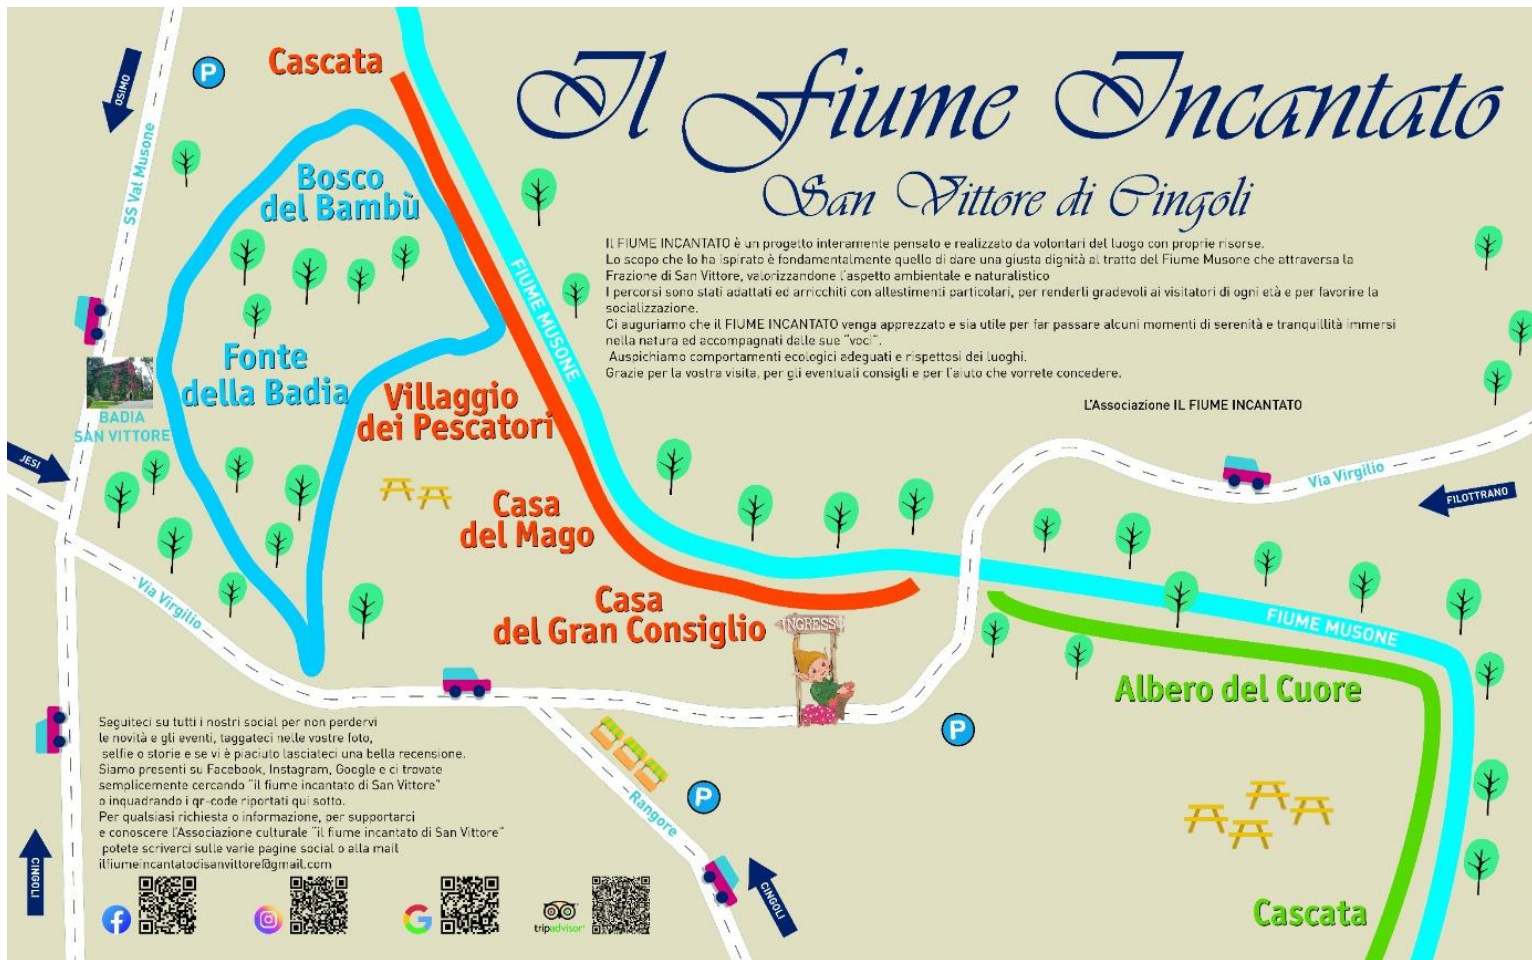 Il Fiume Incantato
San Vittore di Cingoli
Il FIUME INCANTATO è un progetto interamente pensato e realizzato da volontari del luogo con proprie risorse.
Lo scopo che lo ha ispirato è fondamentalmente quello di dare una giusta dignità al tratto del Fiume Musone che attraversa la
Frazione di San Vittore, valorizzandone l'aspetto ambientale e naturalistico
I percorsi sono stati adattati ed arricchiti con allestimenti particolari, per renderli gradevoli ai visitatori di ogni età e per favorire la
socializzazione.
Ci auguriamo che il FIUME INCANTATO venga apprezzato e sia utile per far passare alcuni momenti di serenità e tranquillità immersi
nella natura ed accompagnati dalle sue "voci".
Auspichiamo comportamenti ecologici adeguati e rispettosi dei luoghi.
Grazie per la vostra visita, per gli eventuali consigli e per l'aiuto che vorrete concedere.
L'Associazione IL FIUME INCANTATO
OSIMO
P
Cascata
SS Val Musone
Bosco
del Bambù
FIUME MUSONE
Fonte
della Badia
BADIA
SAN VITTORE
Villaggio
dei Pescatori
JESI
Casa
del Mago
Via Virgilio
FILOTTRANO
Via Virgilio
Casa
del Gran Consiglio
INGRESSO
FIUME MUSONE
Albero del Cuore
P
P
Rangore
CINGOLI
CINGOLI
Cascata
Seguiteci su tutti i nostri social per non perdervi
le novità e gli eventi, taggateci nelle vostre foto,
selfie o storie e se vi è piaciuto lasciateci una bella recensione.
Siamo presenti su Facebook, Instagram, Google e ci trovate
semplicemente cercando "il fiume incantato di San Vittore"
o inquadrando i qr-code riportati qui sotto.
Per qualsiasi richiesta o informazione, per supportarci
e conoscere l'Associazione culturale "il fiume incantato di San Vittore"
potete scriverci sulle varie pagine social o alla mail
ilfiumeincantatodisanvittore@gmail.com
tripadvisor